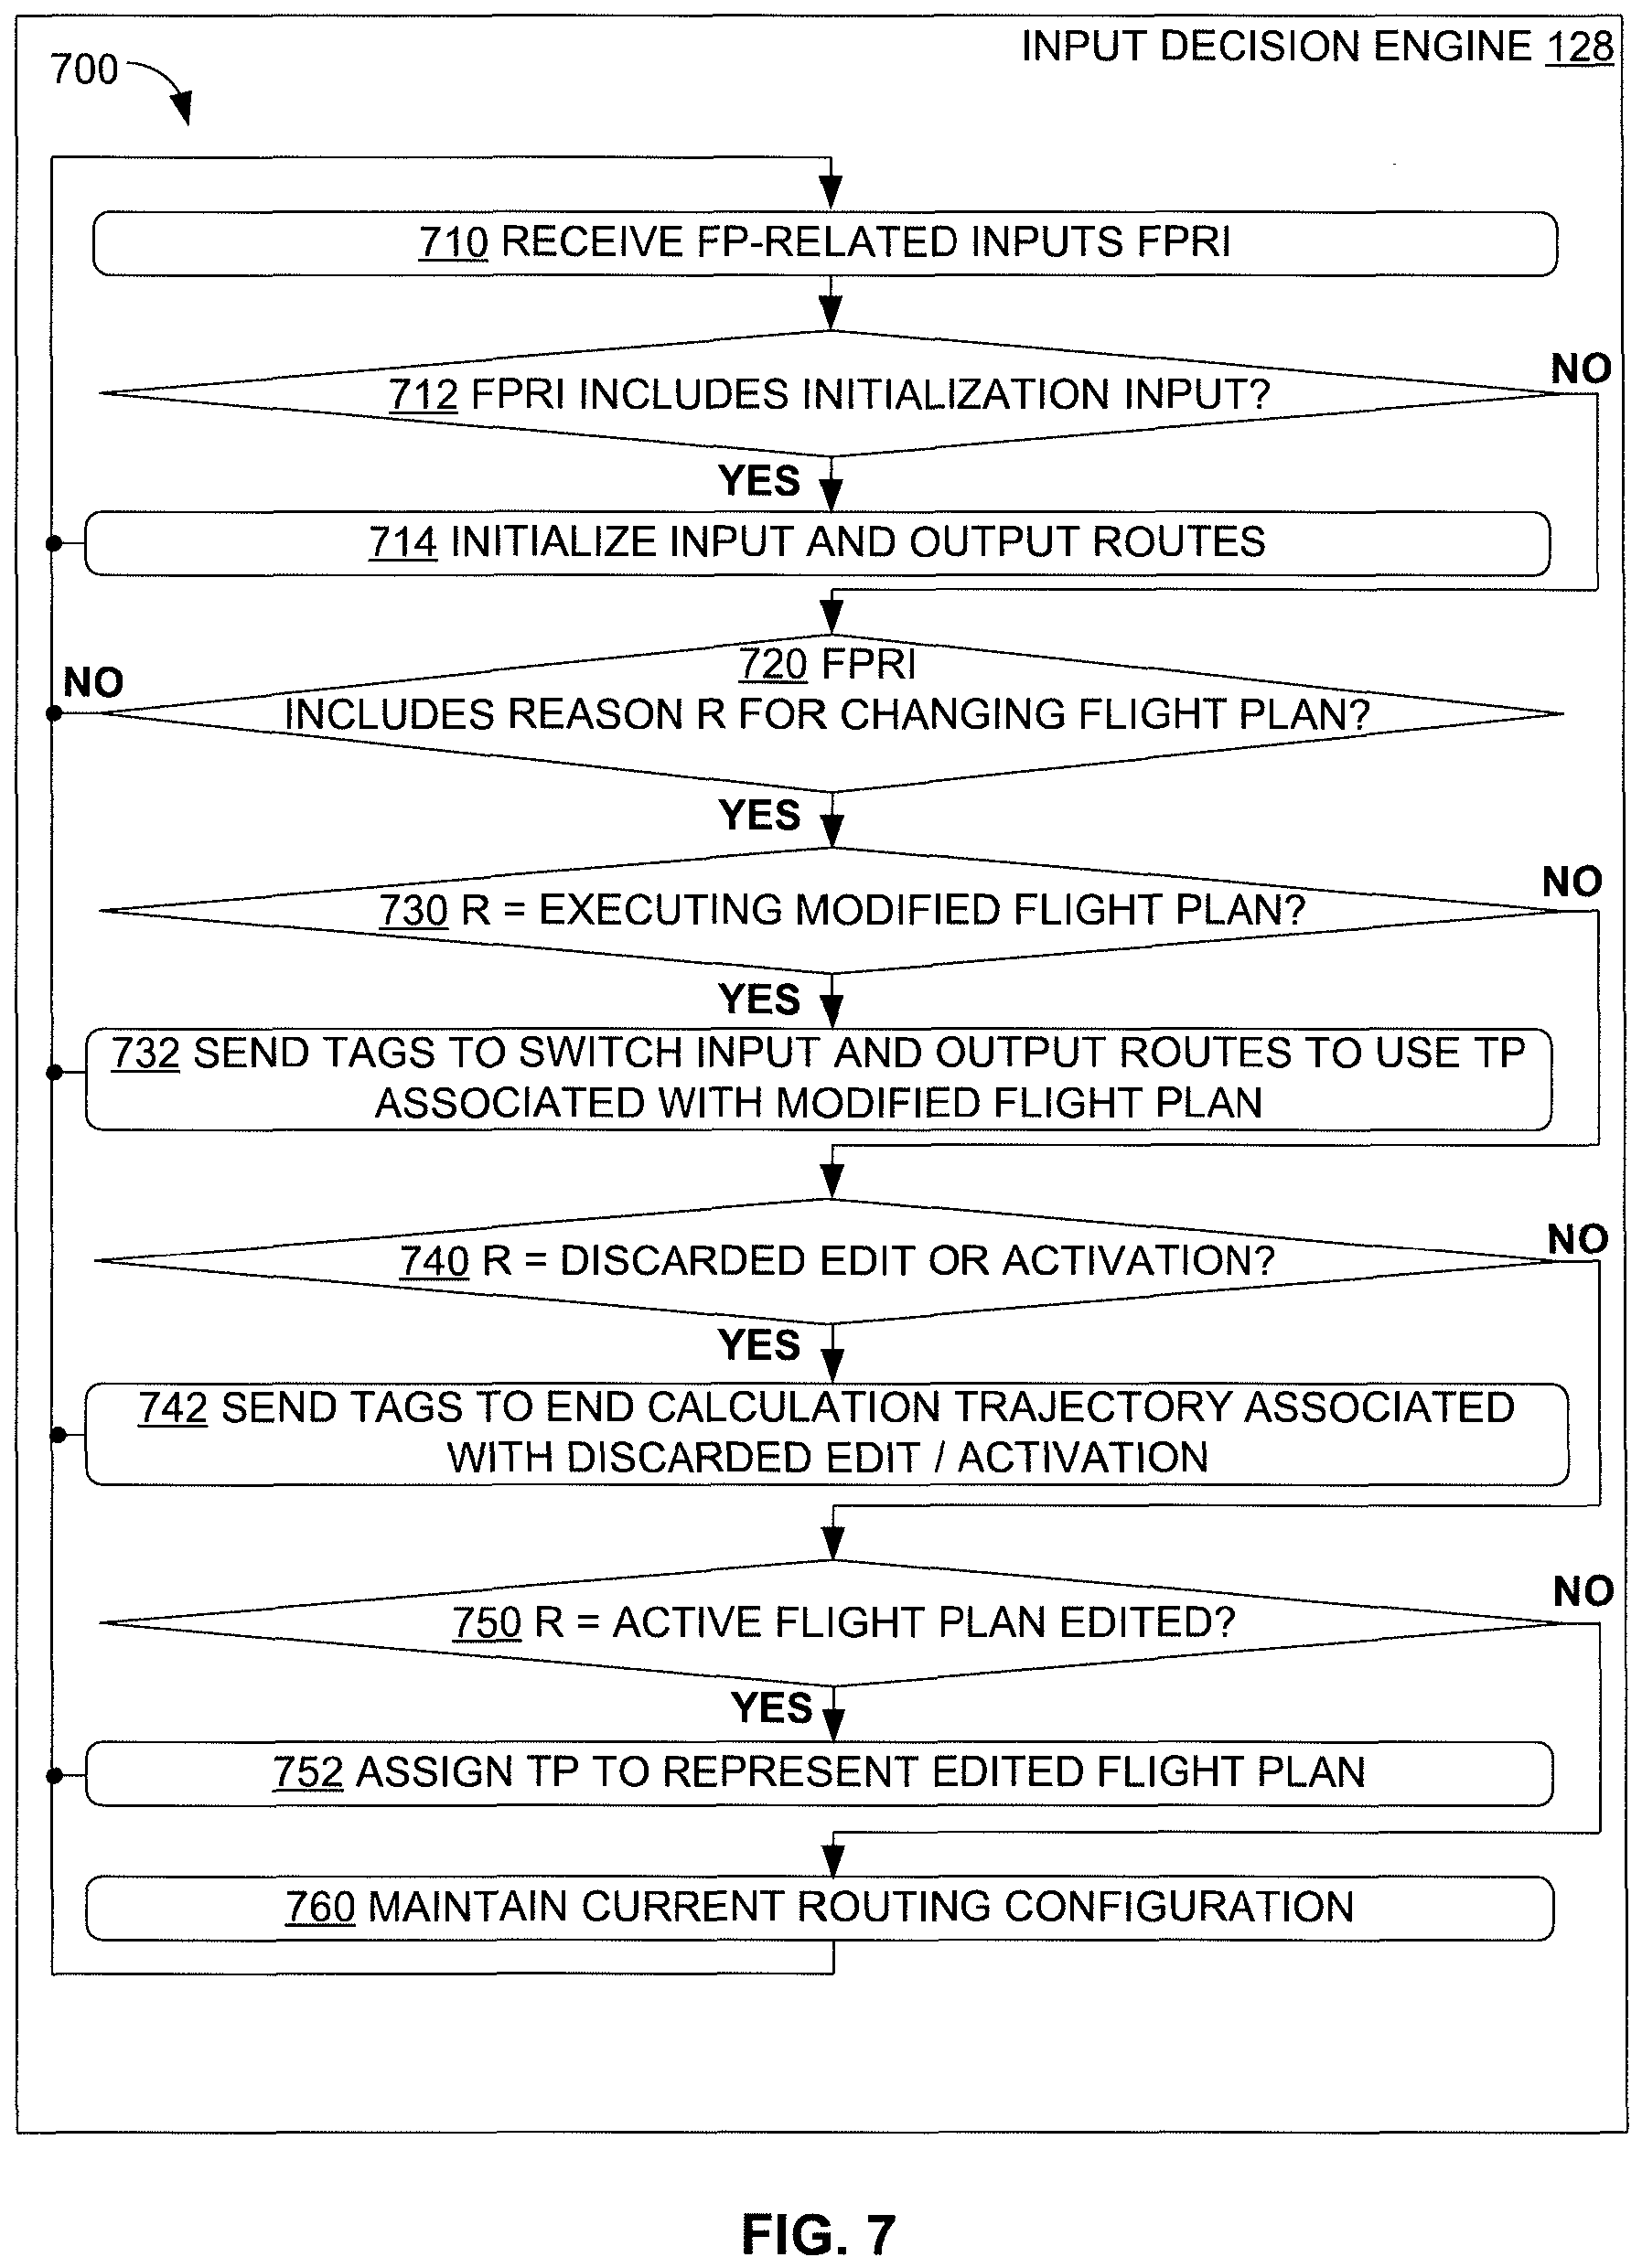 INPUT DECISION ENGINE 128
700
710 RECEIVE FP-RELATED INPUTS FPRI
NO
712 FPRI INCLUDES INITIALIZATION INPUT?
YES
714 INITIALIZE INPUT AND OUTPUT ROUTES
720 FPRI
NO
INCLUDES REASON R FOR CHANGING FLIGHT PLAN?
YES
NO
730 R = EXECUTING MODIFIED FLIGHT PLAN?
YES
732 SEND TAGS TO SWITCH INPUT AND OUTPUT ROUTES TO USE TP
ASSOCIATED WITH MODIFIED FLIGHT PLAN
NO
740 R = DISCARDED EDIT OR ACTIVATION?
YES
742 SEND TAGS TO END CALCULATION TRAJECTORY ASSOCIATED
WITH DISCARDED EDIT / ACTIVATION
NO
750 R = ACTIVE FLIGHT PLAN EDITED?
YES
752 ASSIGN TP TO REPRESENT EDITED FLIGHT PLAN
760 MAINTAIN CURRENT ROUTING CONFIGURATION
FIG. 7